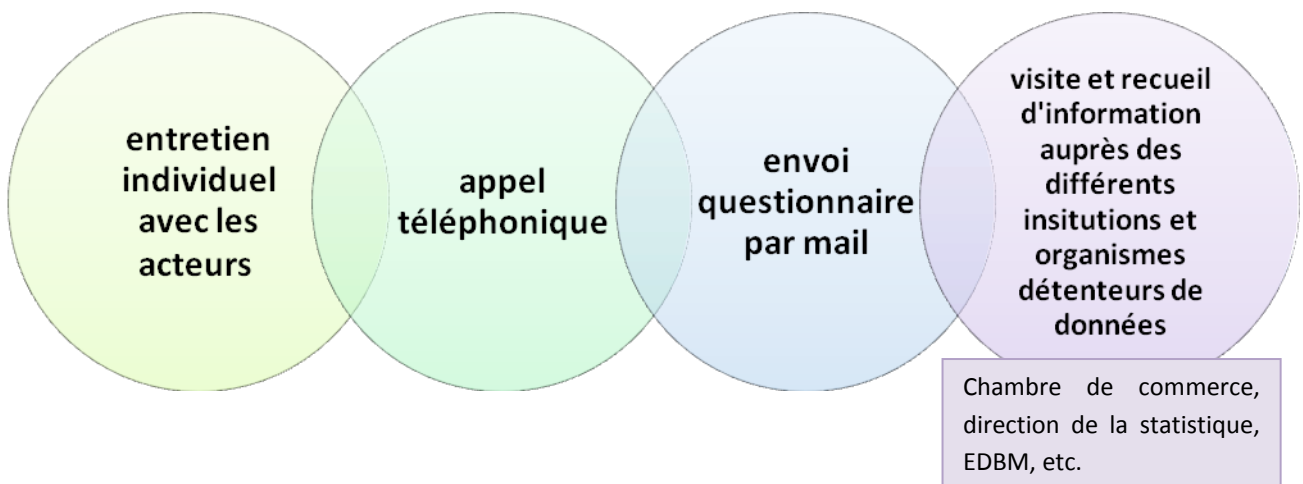 entretien
individuel
avec les
acteurs
appel
téléphonique
envoi
questionnaire
par mail
visite et recueil
d'information
auprès des
différents
insitutions et
organismes
détenteurs de
données
Chambre de commerce,
direction de la statistique,
EDBM, etc.